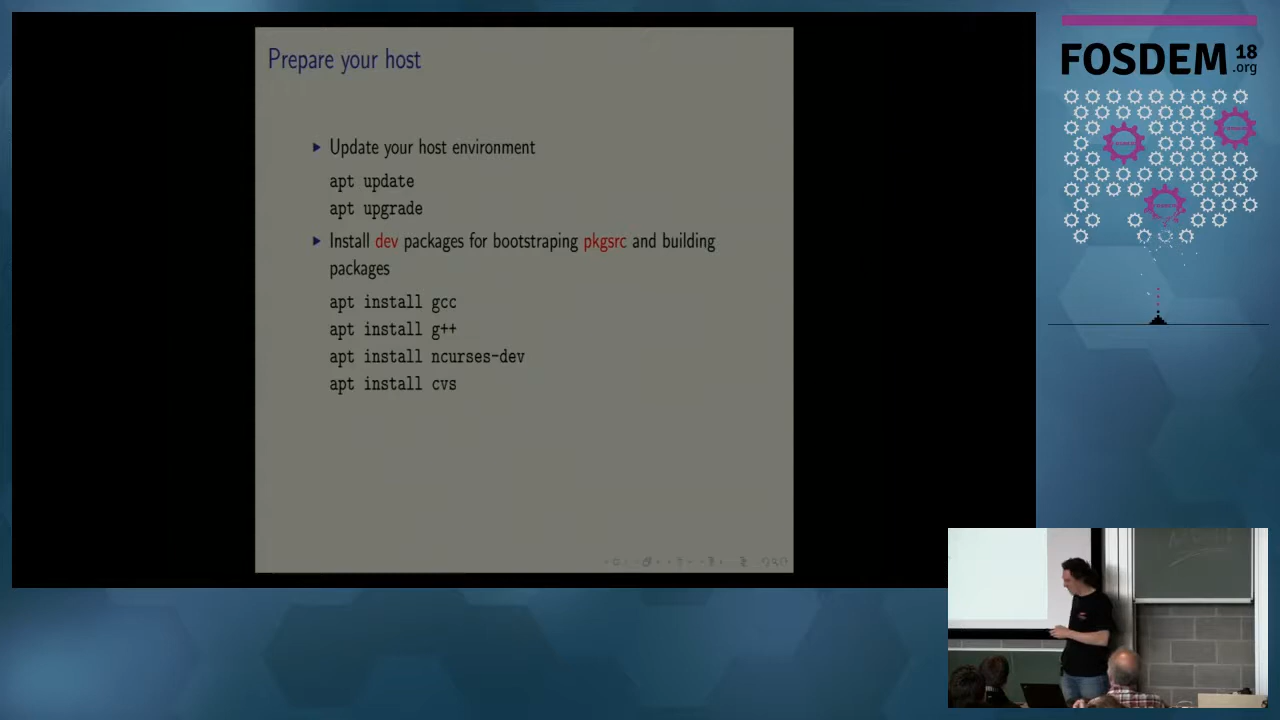 Prepare your host
Update your host environment
apt update
apt upgrade
Install dev packages for bootstraping pkgsrc and building
packages
apt install gcc
apt install g++
apt install ncurses-dev
apt install cvs
FOSDEM 18
.org